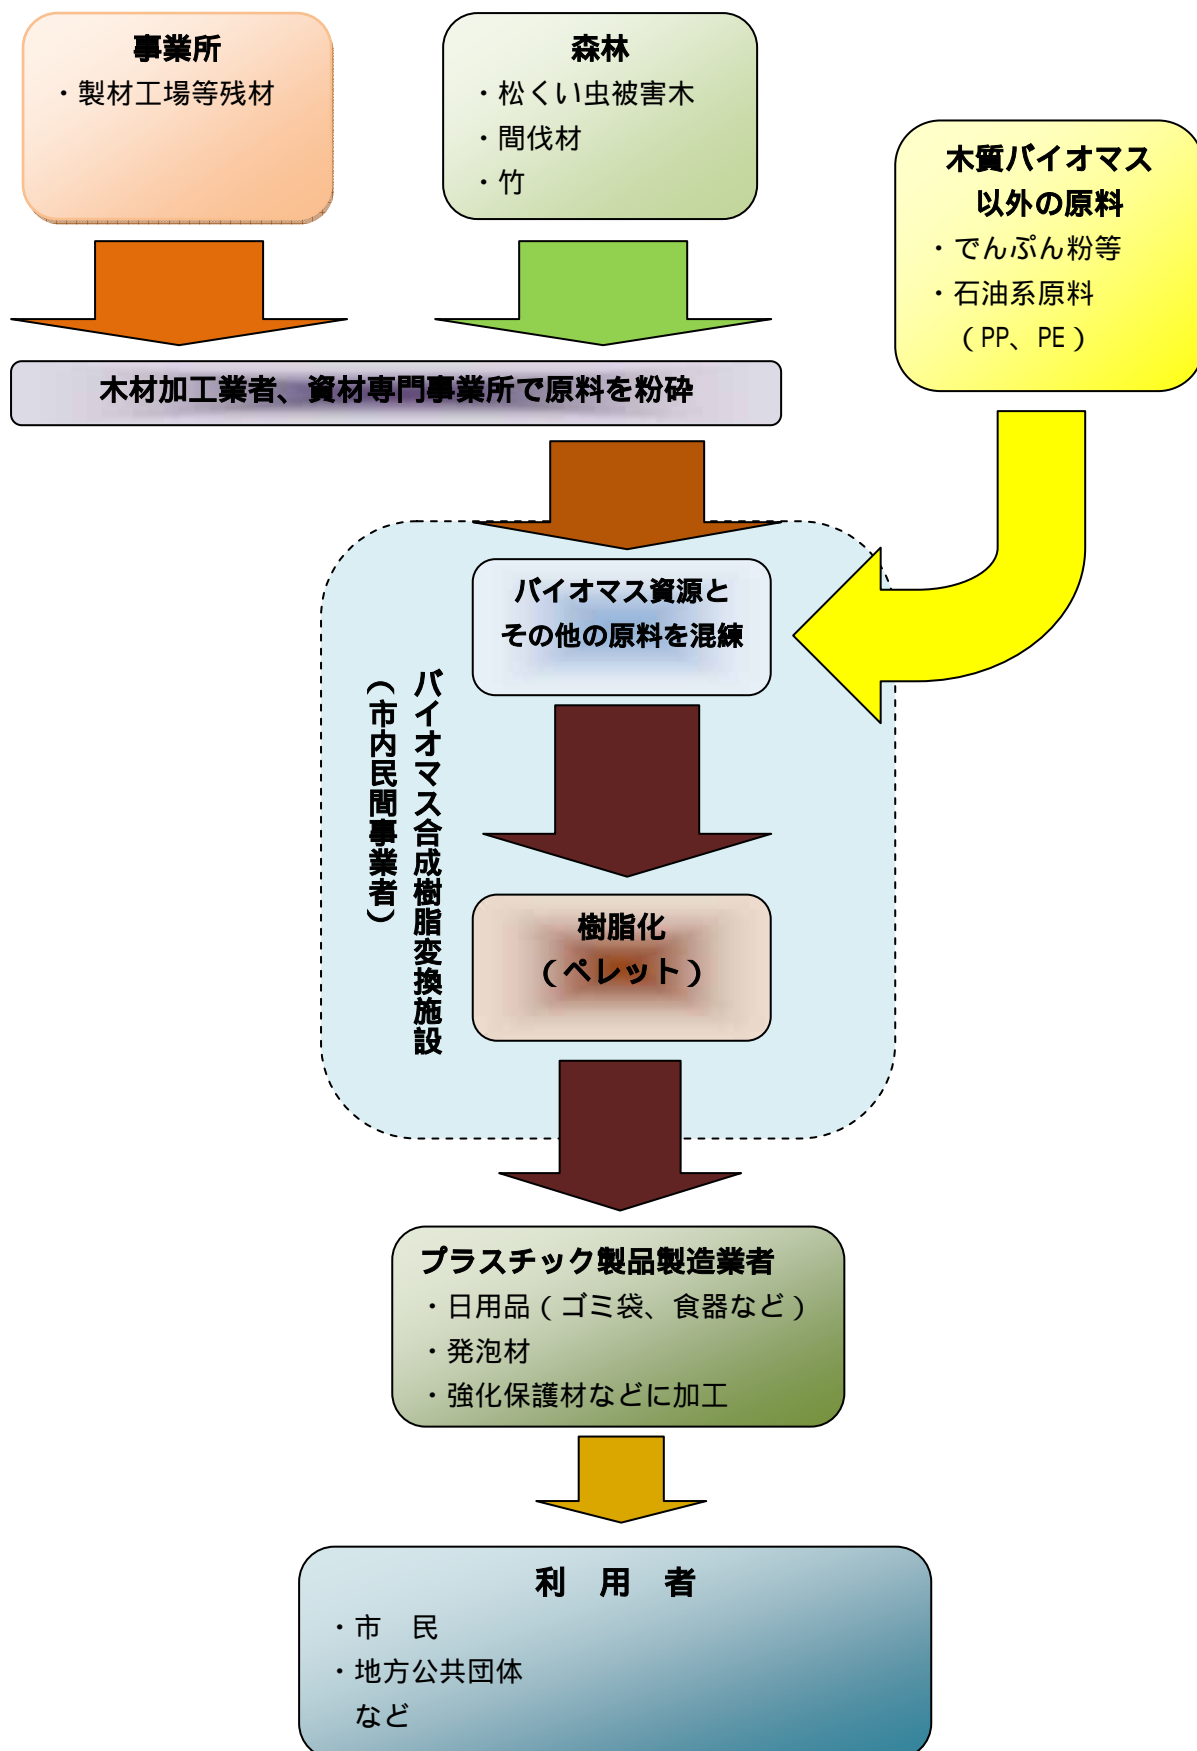 事業所
・製材工場等残材
森林
・松くい虫被害木
・間伐材
・竹
木質バイオマス
以外の原料
・でんぷん粉等
・石油系原料
（PP、PE）
木材加工業者、資材専門事業所で原料を粉砕
バイオマス資源と
その他の原料を混練
バイオマス合成樹脂変換施設
（市内民間事業者）
樹脂化
（ペレット）
プラスチック製品製造業者
・日用品（ゴミ袋、食器など）
・発泡材
・強化保護材などに加工
利　用　者
・市　民
・地方公共団体
など